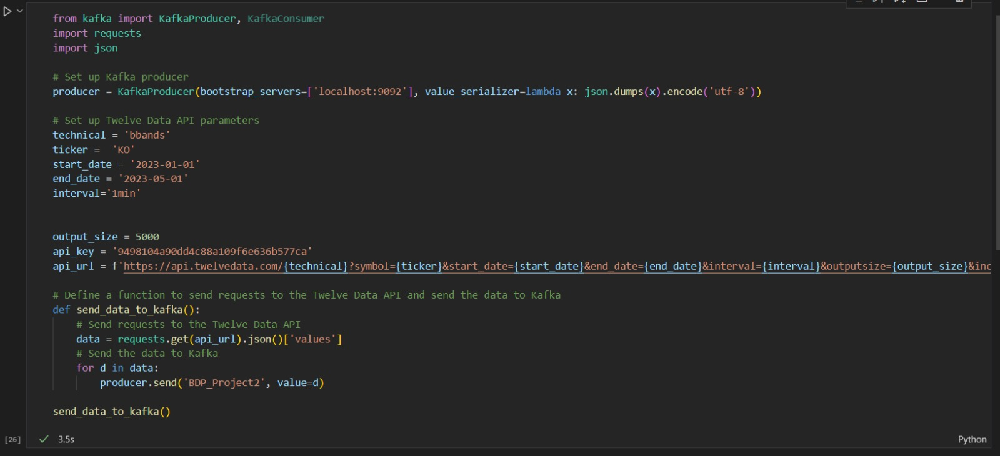 from kafka import KafkaProducer, KafkaConsumer
import requests
import json
# Set up Kafka producer
producer = KafkaProducer(bootstrap_servers=['localhost:9092'], value_serializer=lambda x: json.dumps(x).encode('utf-8'))
# Set up Twelve Data API parameters
technical = 'bbands'
ticker =  'KO'
start_date = '2023-01-01'
end_date = '2023-05-01'
interval='1min'
output_size = 5000
api_key = '9498104a90dd4c88a109f6e636b577ca'
api_url = f'https://api.twelvedata.com/{technical}?symbol={ticker}&start_date={start_date}&end_date={end_date}&interval={interval}&outputsize={output_size}&inc
# Define a function to send requests to the Twelve Data API and send the data to Kafka
def send_data_to_kafka():
    # Send requests to the Twelve Data API
    data = requests.get(api_url).json()['values']
    # Send the data to Kafka
    for d in data:
        producer.send('BDP_Project2', value=d)
send_data_to_kafka()
[26] 3.5s Python